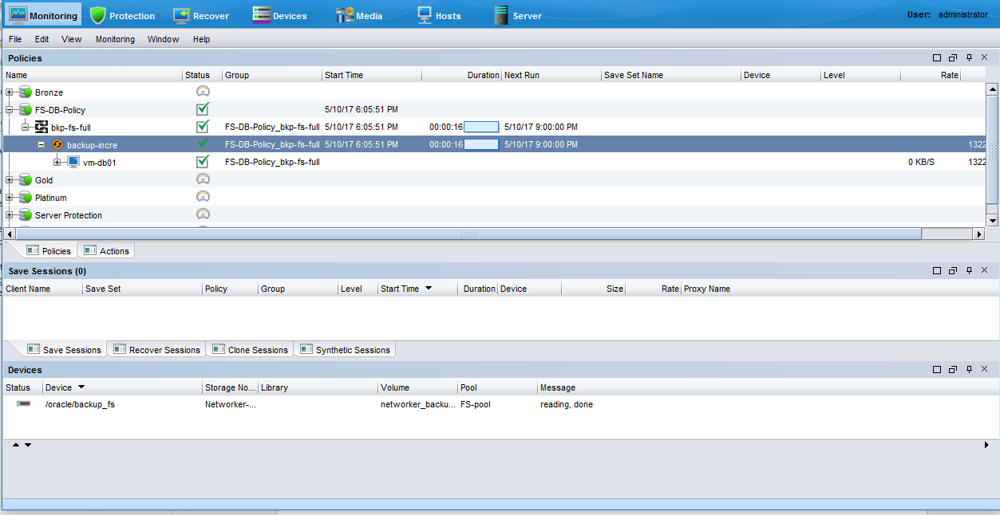 Monitoring Protection Recover Devices Media Hosts Server User: administrator
File Edit View Monitoring Window Help
Policies
Name Status Group Start Time Duration Next Run Save Set Name Device Level Rate
Bronze
FS-DB-Policy 5/10/17 6:05:51 PM
bkp-fs-full FS-DB-Policy_bkp-fs-full 5/10/17 6:05:51 PM 00:00:16 5/10/17 9:00:00 PM
backup-incre FS-DB-Policy_bkp-fs-full 5/10/17 6:05:51 PM 00:00:16 5/10/17 9:00:00 PM 1322
vm-db01 FS-DB-Policy_bkp-fs-full 0 KB/S 1322
Gold
Platinum
Server Protection
Policies Actions
Save Sessions (0)
Client Name Save Set Policy Group Level Start Time Duration Device Size Rate Proxy Name
Save Sessions Recover Sessions Clone Sessions Synthetic Sessions
Devices
Status Device Storage No... Library Volume Pool Message
/oracle/backup_fs Networker-... networker_backu... FS-pool reading, done